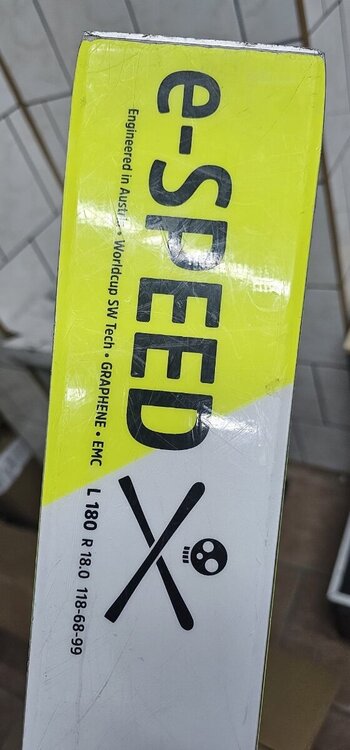 e-SPEED
Engineered in Austria • Worldcup SW Tech • GRAPHENE • EMC L 180 R 18.0 118-68-99